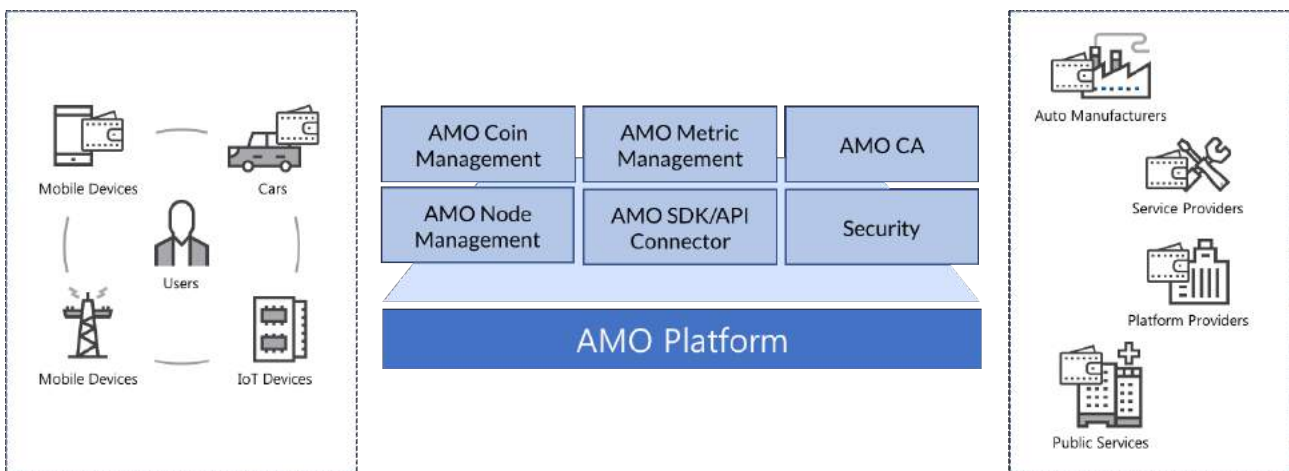 Mobile Devices
Cars
Users
Mobile Devices
IoT Devices
AMO Coin
Management
AMO Metric
Management
AMO CA
AMO Node
Management
AMO SDK/API
Connector
Security
AMO Platform
Auto Manufacturers
Service Providers
Platform Providers
Public Services